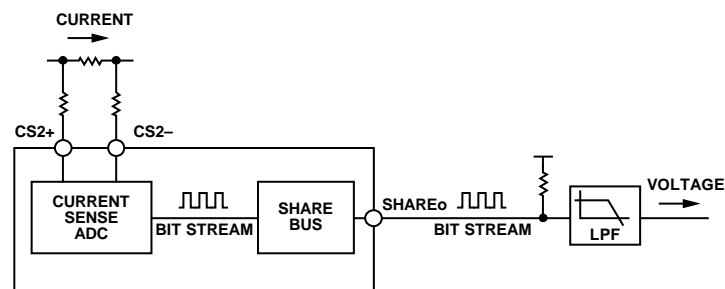 CURRENT
CS2+
CS2–
CURRENT
SENSE
ADC
BIT STREAM
SHARE
BUS
SHAREo
BIT STREAM
LPF
VOLTAGE